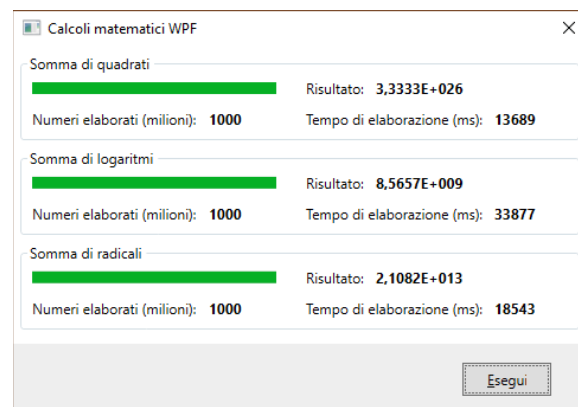 Calcoli matematici WPF
Somma di quadrati
Risultato: 3,3333E+026
Numeri elaborati (milioni): 1000 Tempo di elaborazione (ms): 13689
Somma di logaritmi
Risultato: 8,5657E+009
Numeri elaborati (milioni): 1000 Tempo di elaborazione (ms): 33877
Somma di radicali
Risultato: 2,1082E+013
Numeri elaborati (milioni): 1000 Tempo di elaborazione (ms): 18543
Esegui